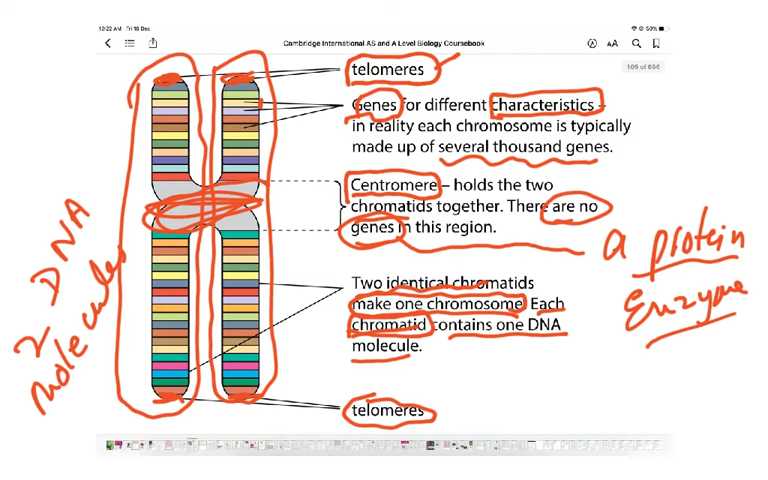 12:22 AM Fri 10 Dec
50%
Cambridge International AS and A Level Biology Coursebook
AA
105 of 695
telomeres
Genes for different characteristics –
in reality each chromosome is typically
made up of several thousand genes.
Centromere – holds the two
chromatids together. There are no
genes in this region.
a protein
Enzyme
2 DNA
molecules
Two identical chromatids
make one chromosome. Each
chromatid contains one DNA
molecule.
telomeres